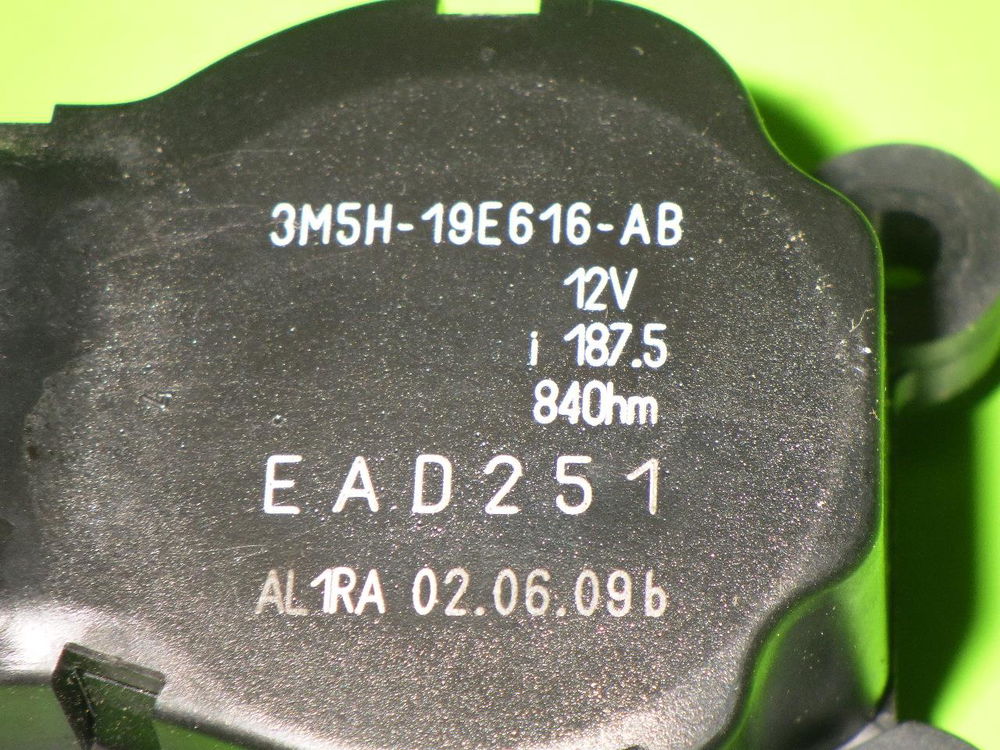 3M5H-19E616-AB
12V
i 187.5
84Ohm
EAD251
AL1RA 02.06.09b